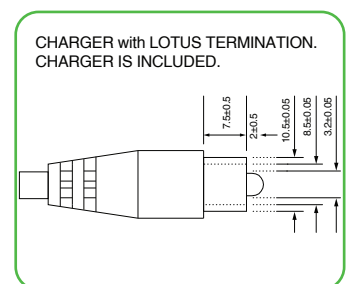 CHARGER with LOTUS TERMINATION.
CHARGER IS INCLUDED.
7.5±0.5
2±0.5
10.5±0.05
8.5±0.05
3.2±0.05